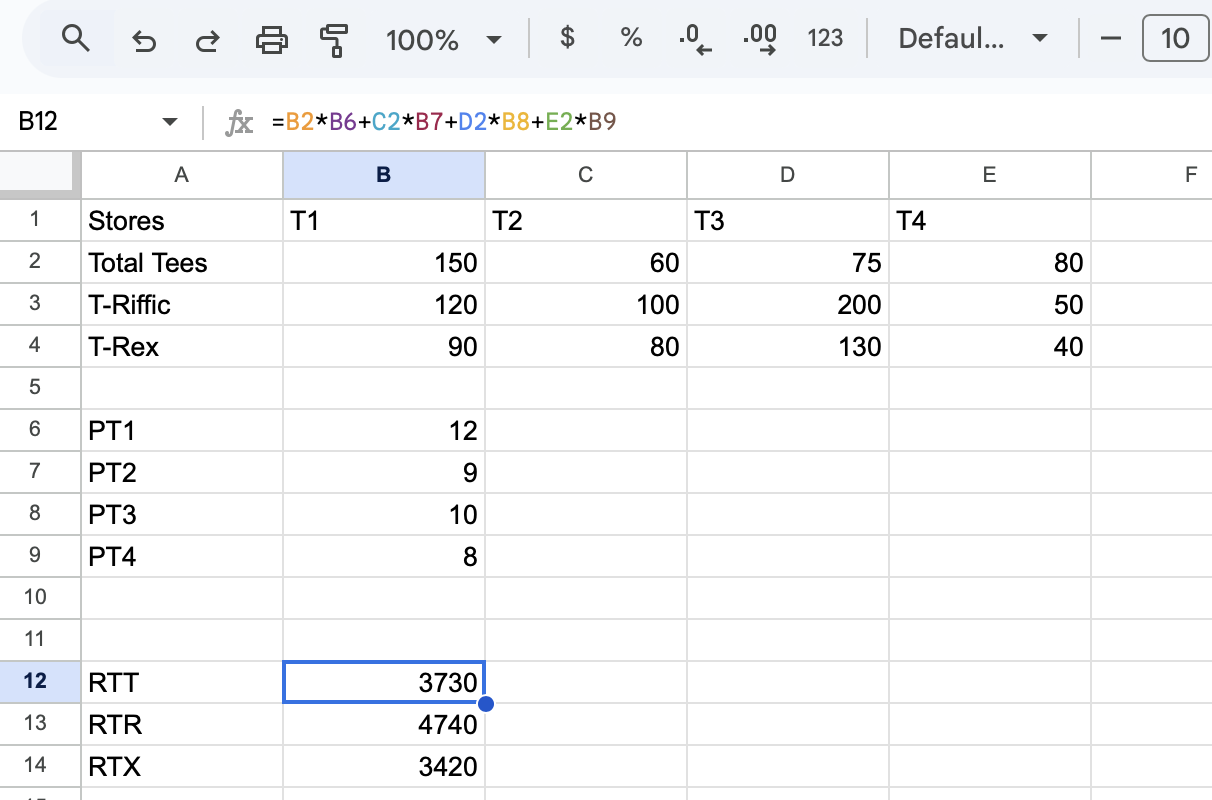 100% $ % .0 .00 123 Defaul... 10
B12 fx =B2*B6+C2*B7+D2*B8+E2*B9
A B C D E F
1 Stores T1 T2 T3 T4
2 Total Tees 150 60 75 80
3 T-Riffic 120 100 200 50
4 T-Rex 90 80 130 40
5
6 PT1 12
7 PT2 9
8 PT3 10
9 PT4 8
10
11
12 RTT 3730
13 RTR 4740
14 RTX 3420